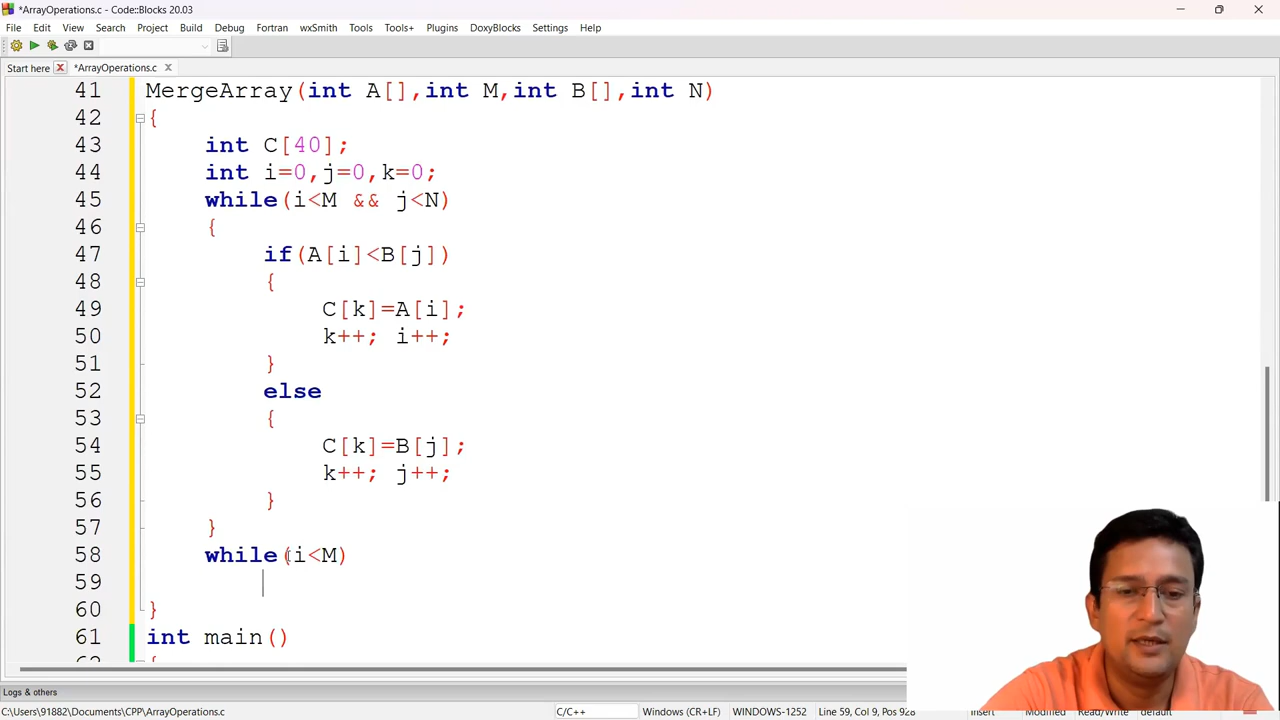 *ArrayOperations.c - Code::Blocks 20.03
File Edit View Search Project Build Debug Fortran wxSmith Tools Tools+ Plugins DoxyBlocks Settings Help
Start here *ArrayOperations.c
41 MergeArray(int A[],int M,int B[],int N)
42 {
43 int C[40];
44 int i=0,j=0,k=0;
45 while(i<M && j<N)
46 {
47 if(A[i]<B[j])
48 {
49 C[k]=A[i];
50 k++; i++;
51 }
52 else
53 {
54 C[k]=B[j];
55 k++; j++;
56 }
57 }
58 while(i<M)
59
60 }
61 int main()
62 {
Logs & others
C:\Users\91882\Documents\CPP\ArrayOperations.c C/C++ Windows (CR+LF) WINDOWS-1252 Line 59, Col 9, Pos 928 Insert Modified Read/Write default